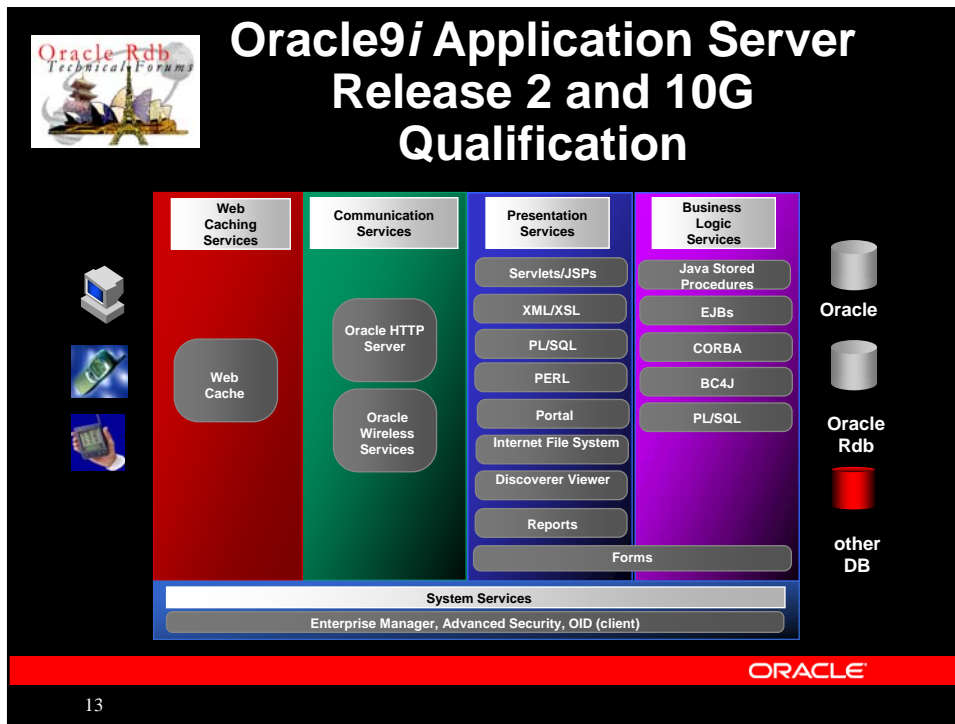 Oracle Rdb
Technical Forums
Oracle9i Application Server
Release 2 and 10G
Qualification
Web
Caching
Services
Communication
Services
Presentation
Services
Business
Logic
Services
Web
Cache
Oracle HTTP
Server
Oracle
Wireless
Services
Servlets/JSPs
XML/XSL
PL/SQL
PERL
Portal
Internet File System
Discoverer Viewer
Reports
Java Stored
Procedures
EJBs
CORBA
BC4J
PL/SQL
Forms
Oracle
Oracle
Rdb
other
DB
System Services
Enterprise Manager, Advanced Security, OID (client)
ORACLE
13